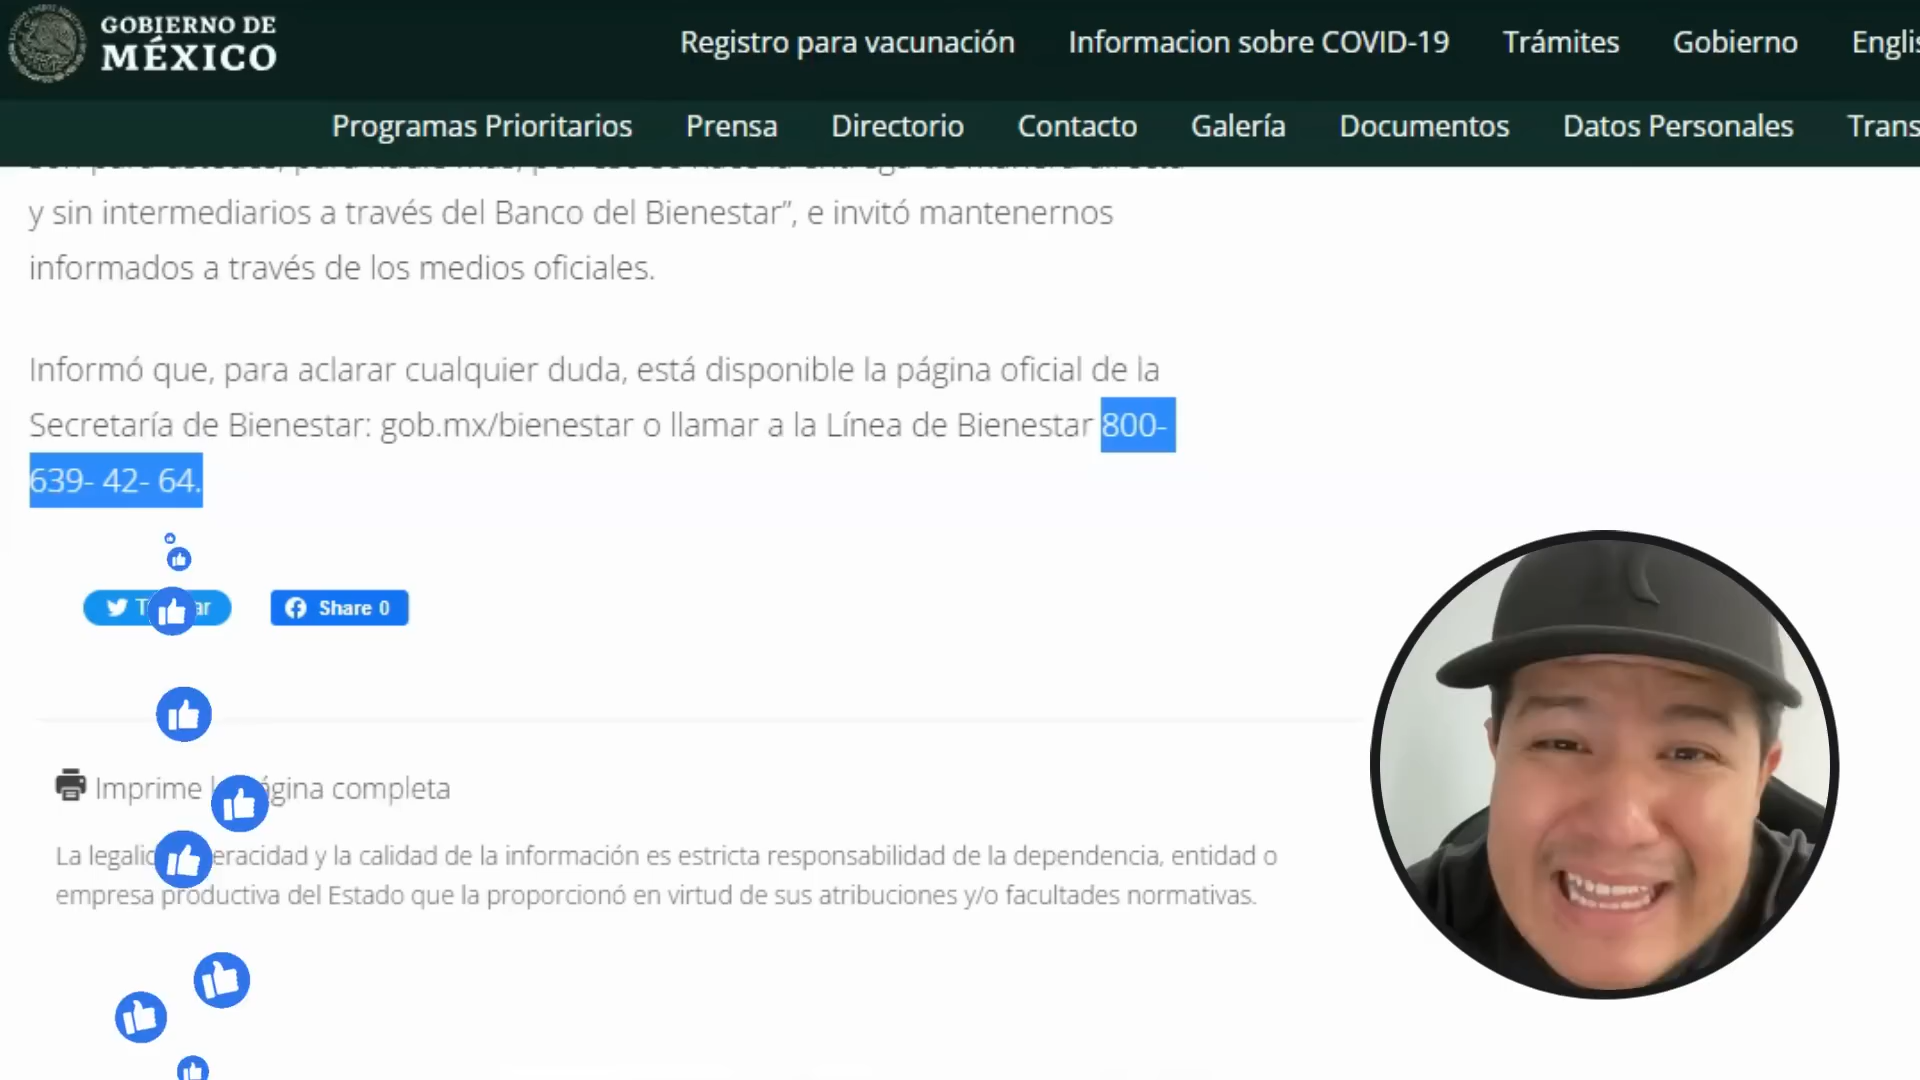 GOBIERNO DE
MÉXICO
Registro para vacunación
Informacion sobre COVID-19
Trámites
Gobierno
Programas Prioritarios
Prensa
Directorio
Contacto
Galería
Documentos
Datos Personales
y sin intermediarios a través del Banco del Bienestar”, e invitó mantenernos
informados a través de los medios oficiales.
Informó que, para aclarar cualquier duda, está disponible la página oficial de la
Secretaría de Bienestar: gob.mx/bienestar o llamar a la Línea de Bienestar 800-
639- 42- 64.
Share 0
Imprime página completa
La y la calidad de la información es estricta responsabilidad de la dependencia, entidad o
empresa productiva del Estado que la proporcionó en virtud de sus atribuciones y/o facultades normativas.